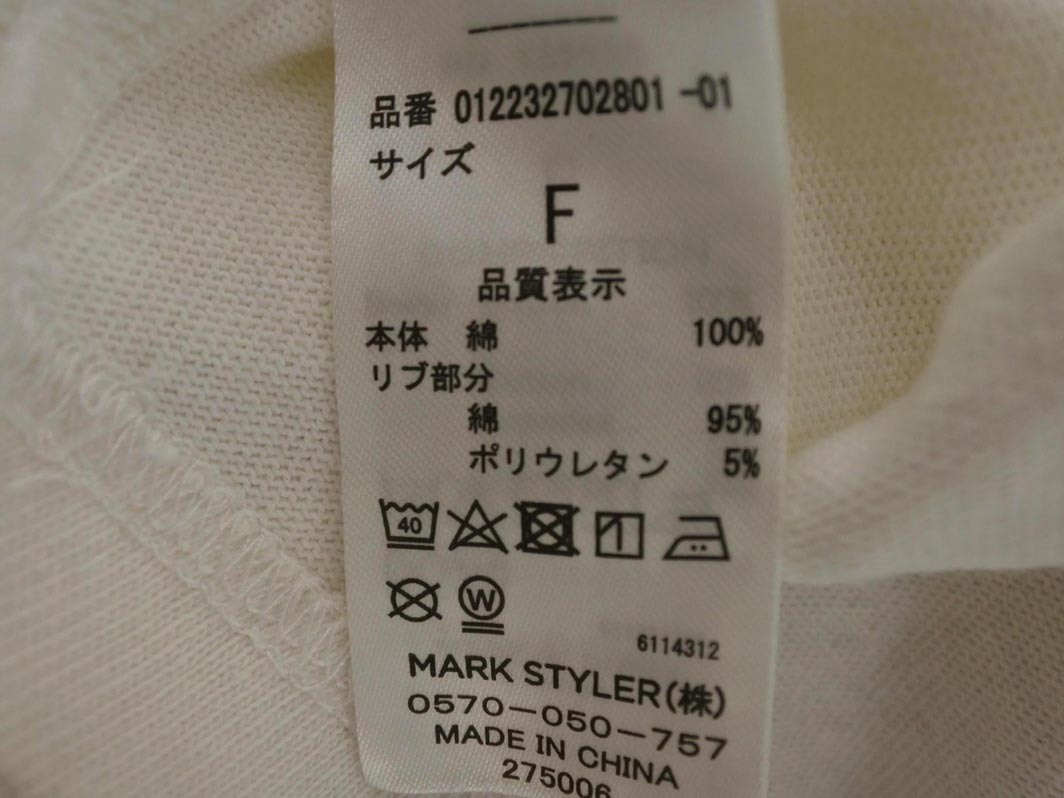 品番 012232702801 -01
サイズ
F
品質表示
本体 綿 100%
リブ部分
綿 95%
ポリウレタン 5%
40
W
6114312
MARK STYLER(株)
0570-050-757
MADE IN CHINA
275006